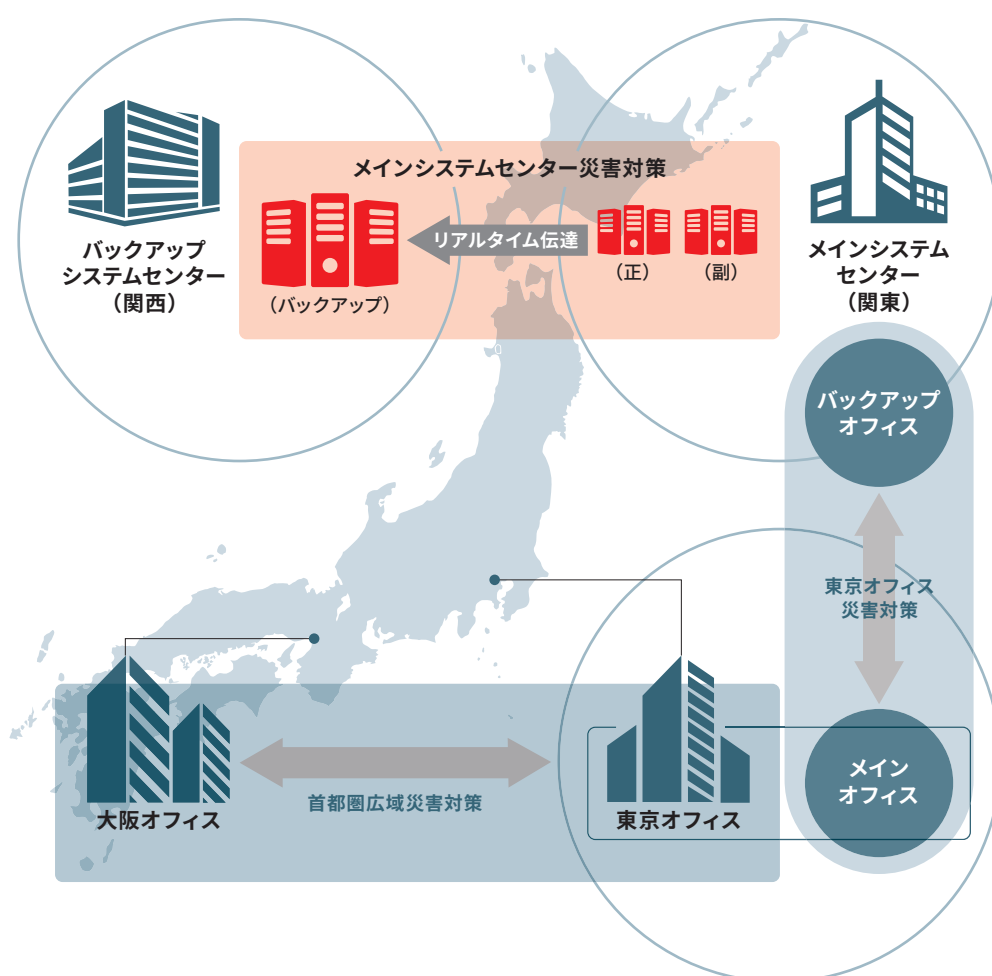 メインシステムセンター災害対策
バックアップ
システムセンター
（関西）
（バックアップ）
リアルタイム伝達
（正）
（副）
メインシステム
センター
（関東）
バックアップ
オフィス
東京オフィス
災害対策
メイン
オフィス
大阪オフィス
首都圏広域災害対策
東京オフィス